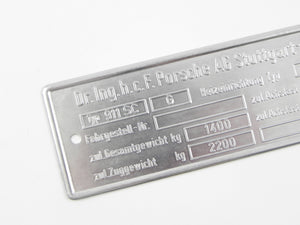 Dr.Ing.h.c.F. Porsche AG Stuttgart
Typ 911 SC 6
Fahrgestell-Nr.
zul Gesamtgewicht kg 1400
zul Zuggewicht kg 2200